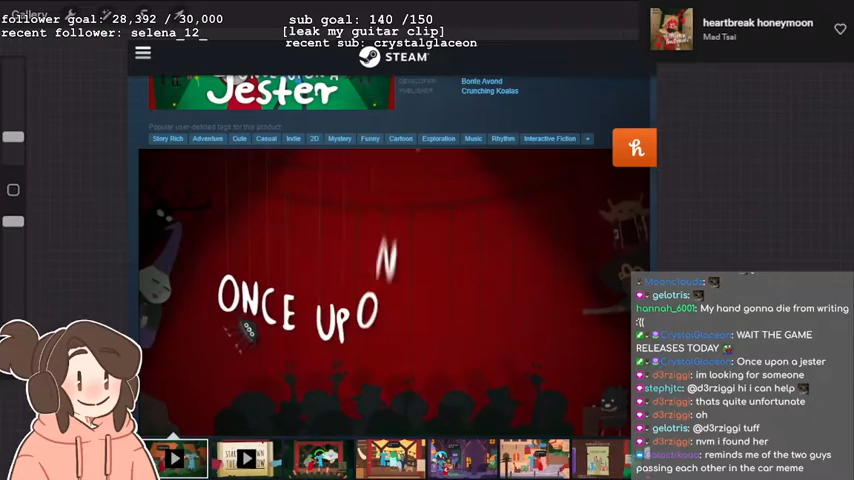 follower goal: 28,392 / 30,000
recent follower: selena_12_
sub goal: 140 /150
[leak my guitar clip]
recent sub: crystalglaceon
heartbreak honeymoon
Mad Tsai
STEAM
Jester
DEVELOPER Bonte Avond
PUBLISHER Crunching Koalas
Popular user-defined tags for this product:
Story Rich Adventure Cute Casual Indie 2D Mystery Funny Cartoon Exploration Music Rhythm Interactive Fiction +
h
ONCE UPON
gelotris:
hannah_6001: My hand gonna die from writing
:'((
CrystalGlaceon: WAIT THE GAME
RELEASES TODAY
CrystalGlaceon: Once upon a jester
d3rziggi: im looking for someone
stephjtc: @d3rziggi hi i can help
d3rziggi: thats quite unfortunate
d3rziggi: oh
gelotris: @d3rziggi tuff
d3rziggi: nvm i found her
reminds me of the two guys
passing each other in the car meme